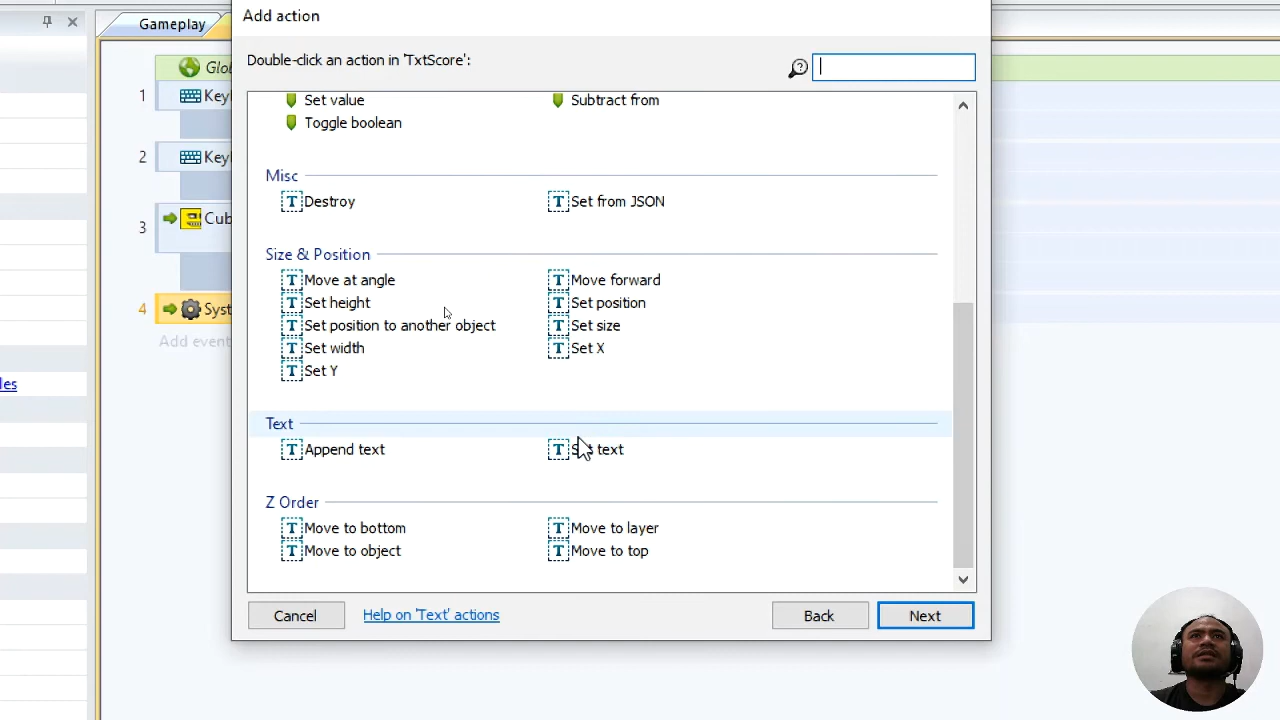 Add action
Gameplay
Double-click an action in 'TxtScore':
Glo
1 Key
2 Key
3 Cub
4 Syst
Add event
les
Set value Subtract from
Toggle boolean
Misc
Destroy Set from JSON
Size & Position
Move at angle Move forward
Set height Set position
Set position to another object Set size
Set width Set X
Set Y
Text
Append text Set text
Z Order
Move to bottom Move to layer
Move to object Move to top
Cancel Help on 'Text' actions Back Next